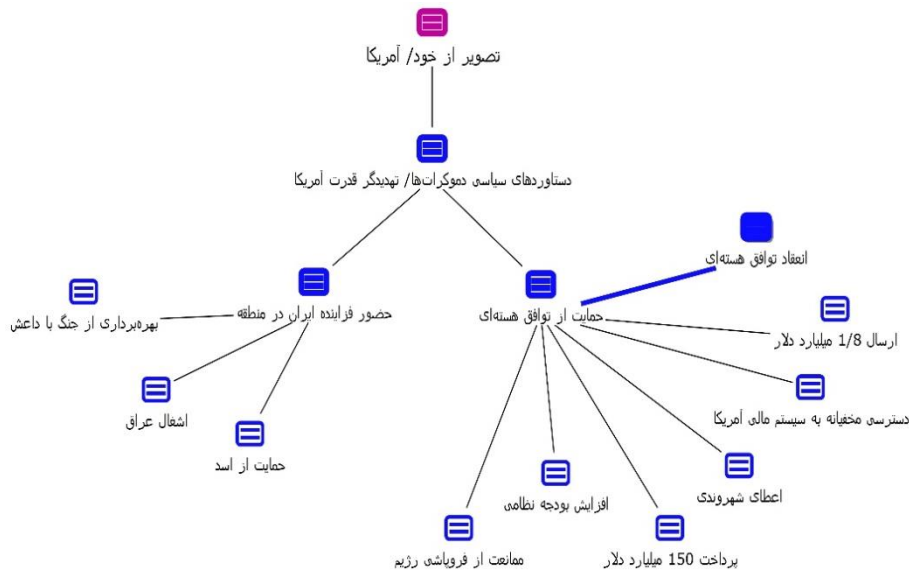 تصویر از خود/ آمریکا
دستاوردهای سیاسی دموکرات‌ها/ تهدیدگر قدرت آمریکا
انتقاد توافق هسته‌ای
حضور فزاینده ایران در منطقه
حمایت از توافق هسته‌ای
بهره‌برداری از جنگ با داعش
ارسال 1/8 میلیارد دلار
اشغال عراق
دسترسی مخفیانه به سیستم مالی آمریکا
حمایت از اسد
اعطای شهروندی
افزایش بودجه نظامی
ممانعت از فروپاشی رژیم
پرداخت 150 میلیارد دلار